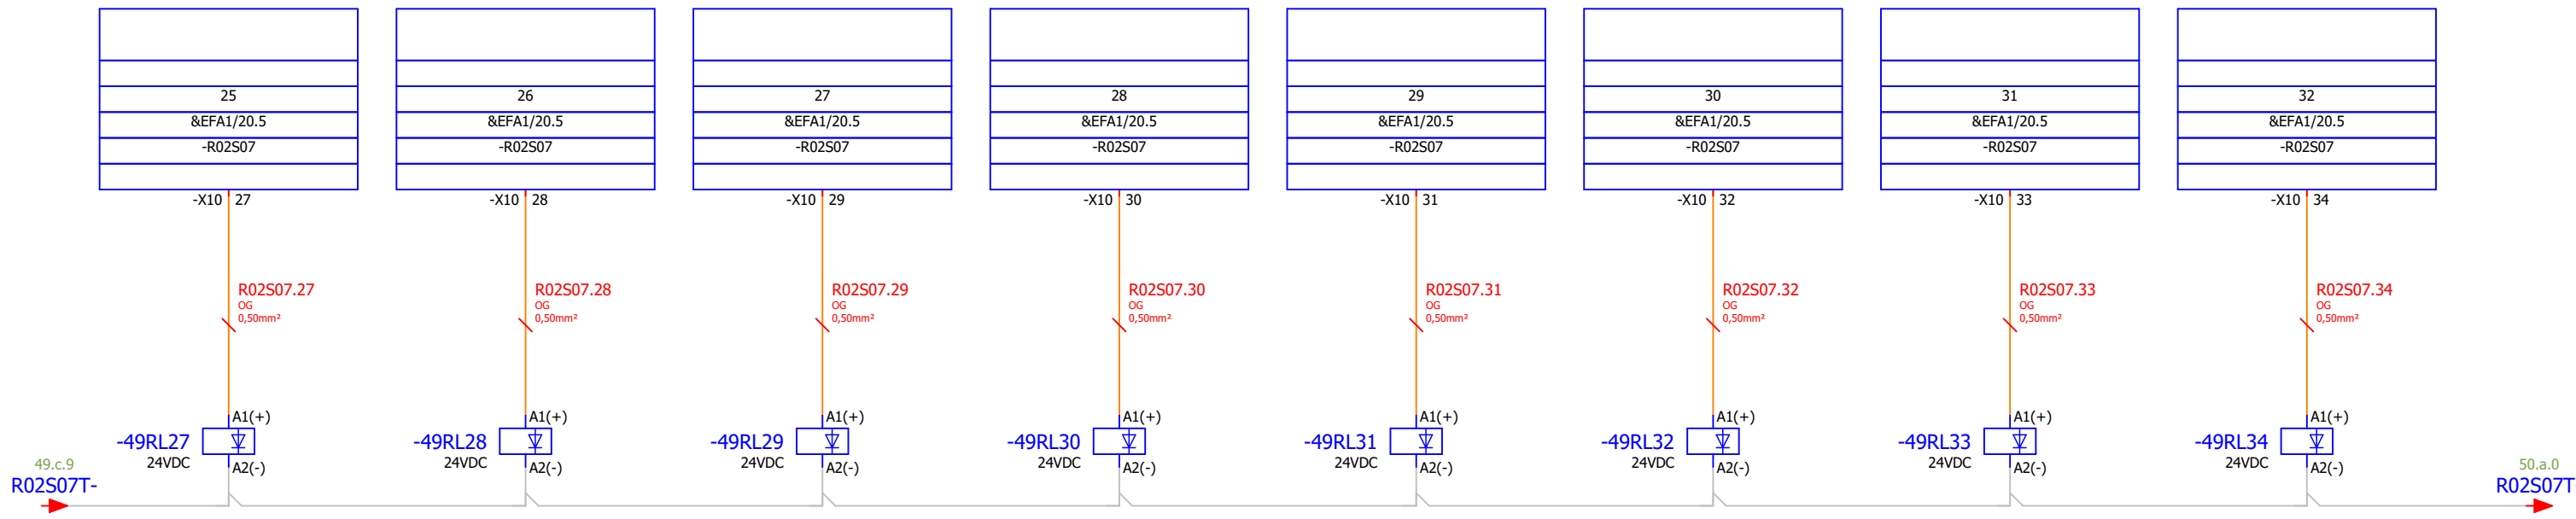 25 26 27 28 29 30 31 32
&EFA1/20.5 &EFA1/20.5 &EFA1/20.5 &EFA1/20.5 &EFA1/20.5 &EFA1/20.5 &EFA1/20.5 &EFA1/20.5
-R02S07 -R02S07 -R02S07 -R02S07 -R02S07 -R02S07 -R02S07 -R02S07
-X10 27 -X10 28 -X10 29 -X10 30 -X10 31 -X10 32 -X10 33 -X10 34
R02S07.27 R02S07.28 R02S07.29 R02S07.30 R02S07.31 R02S07.32 R02S07.33 R02S07.34
OG OG OG OG OG OG OG OG
0,50mm² 0,50mm² 0,50mm² 0,50mm² 0,50mm² 0,50mm² 0,50mm² 0,50mm²
A1(+) A1(+) A1(+) A1(+) A1(+) A1(+) A1(+) A1(+)
-49RL27 -49RL28 -49RL29 -49RL30 -49RL31 -49RL32 -49RL33 -49RL34
49.c.9 24VDC 24VDC 24VDC 24VDC 24VDC 24VDC 24VDC 24VDC 50.a.0
A2(-) A2(-) A2(-) A2(-) A2(-) A2(-) A2(-) A2(-)
R02S07T- R02S07T